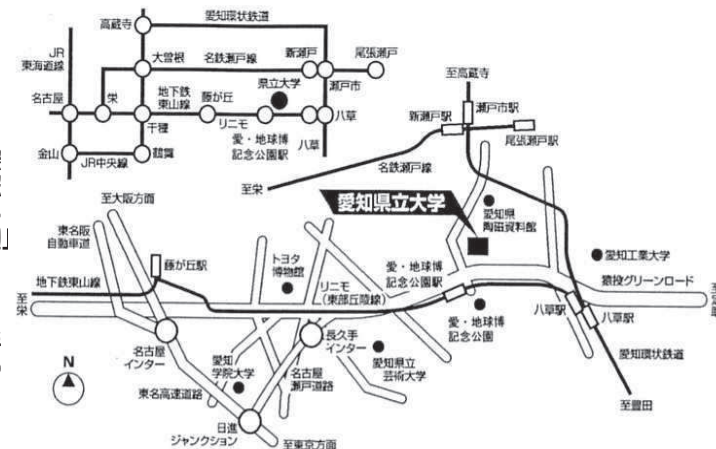 愛知環状鉄道
高蔵寺
JR
東海道線
大曽根
名鉄瀬戸線
新瀬戸
尾張瀬戸
瀬戸市
県立大学
名古屋
栄
地下鉄
東山線
藤が丘
八草
千種
リニモ
愛・地球博
記念公園駅
八草
金山
JR中央線
鶴舞
至高蔵寺
新瀬戸駅
瀬戸市駅
尾張瀬戸駅
名鉄瀬戸線
至栄
至大阪方面
愛知県立大学
愛知県
陶磁資料館
東名阪
自動車道
藤が丘駅
トヨタ
博物館
愛・地球博
記念公園駅
愛知工業大学
地下鉄東山線
リニモ
(東部丘陵線)
猿投グリーンロード
至栄
愛・地球博
記念公園
八草駅
八草駅
名古屋
インター
長久手
インター
愛知
学院大学
愛知県立
芸術大学
愛知環状鉄道
N
東名高速道路
名古屋
瀬戸道路
至豊田
日進
ジャンクション
至東京方面